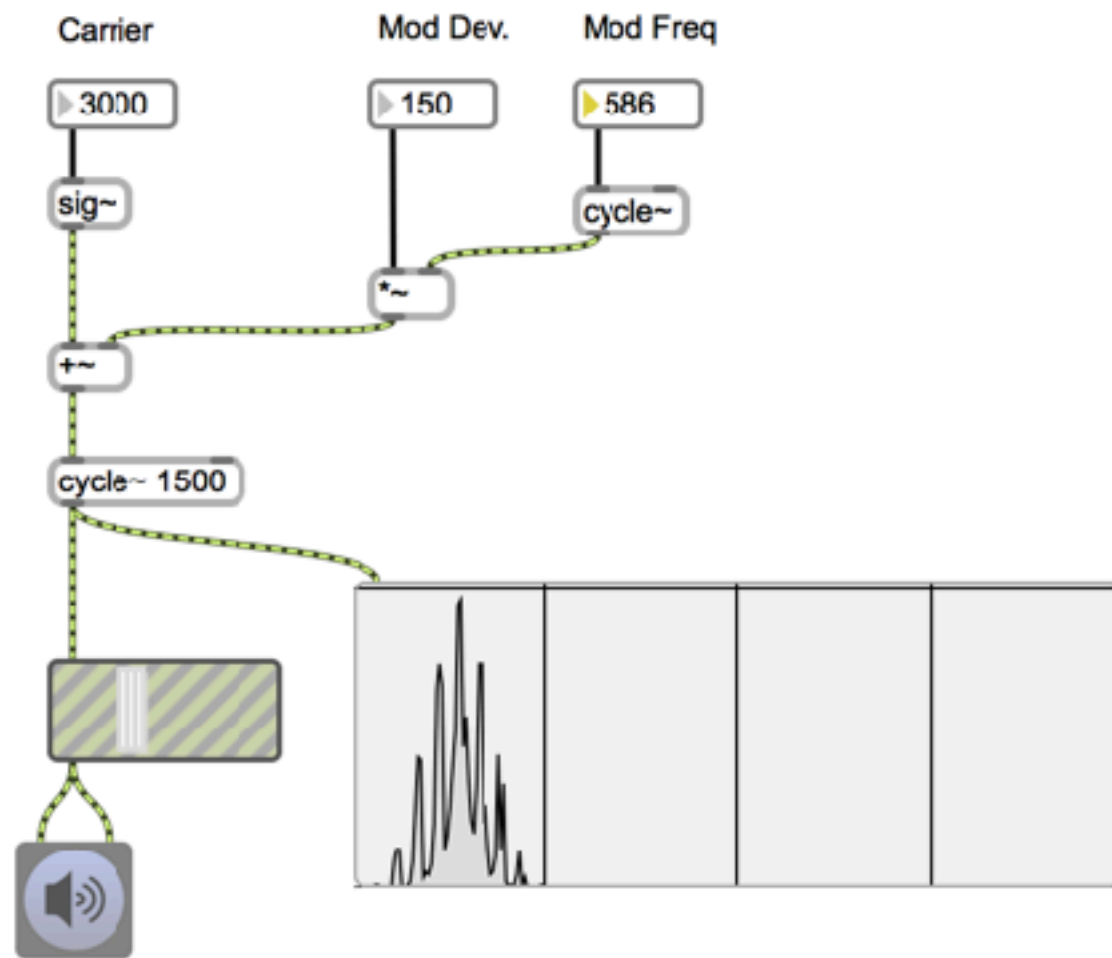 Carrier
Mod Dev.
Mod Freq
3000
150
586
sig~
cycle~
*~
+~
cycle~ 1500